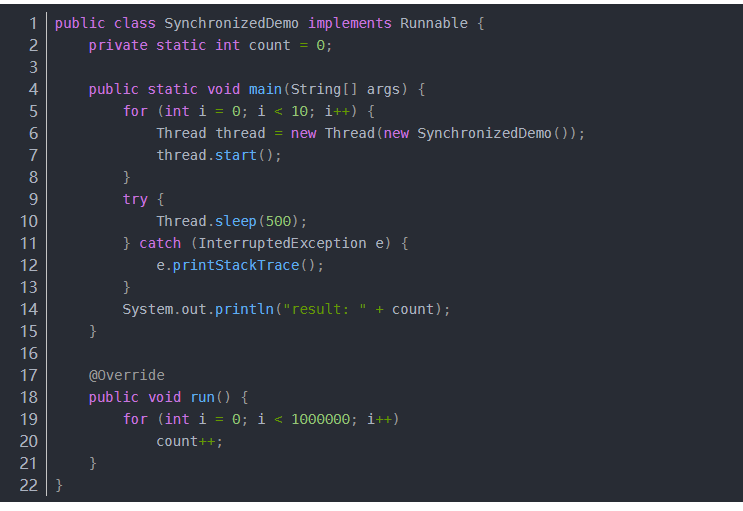 1 public class SynchronizedDemo implements Runnable {
2     private static int count = 0;
3
4     public static void main(String[] args) {
5         for (int i = 0; i < 10; i++) {
6             Thread thread = new Thread(new SynchronizedDemo());
7             thread.start();
8         }
9         try {
10             Thread.sleep(500);
11         } catch (InterruptedException e) {
12             e.printStackTrace();
13         }
14         System.out.println("result: " + count);
15     }
16
17     @Override
18     public void run() {
19         for (int i = 0; i < 1000000; i++)
20             count++;
21     }
22 }